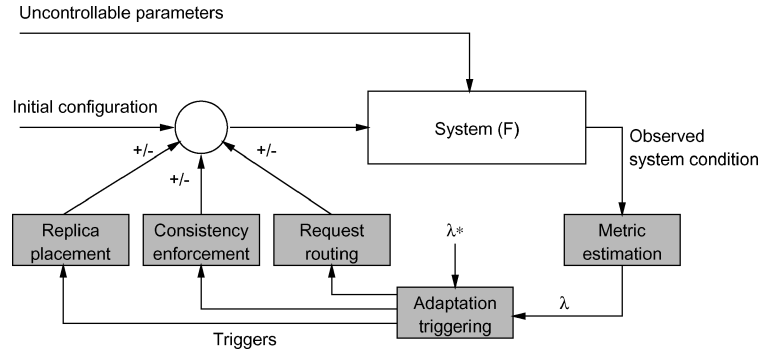 Uncontrollable parameters
Initial configuration
System (F)
+/-
+/-
+/-
Observed
system condition
Replica
placement
Consistency
enforcement
Request
routing
λ*
Metric
estimation
Adaptation
triggering
λ
Triggers